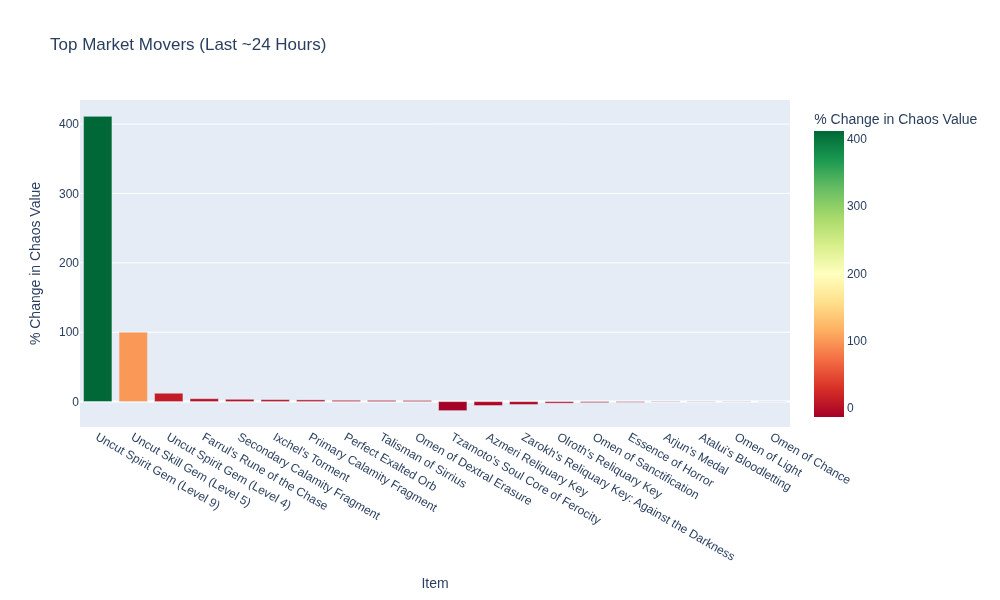 Top Market Movers (Last ~24 Hours)
% Change in Chaos Value
400
300
200
100
0
Uncut Spirit Gem (Level 9)
Uncut Skill Gem (Level 5)
Uncut Spirit Gem (Level 4)
Farrul's Rune of the Chase
Secondary Calamity Fragment
Ixchel's Torment
Primary Calamity Fragment
Perfect Exalted Orb
Talisman of Sirrius
Omen of Dextral Erasure
Tzamoto's Soul Core of Ferocity
Azmeri Reliquary Key
Zarokh's Reliquary Key: Against the Darkness
Olroth's Reliquary Key
Omen of Sanctification
Essence of Horror
Arjun's Medal
Atalui's Bloodletting
Omen of Light
Omen of Chance
Item
% Change in Chaos Value
400
300
200
100
0